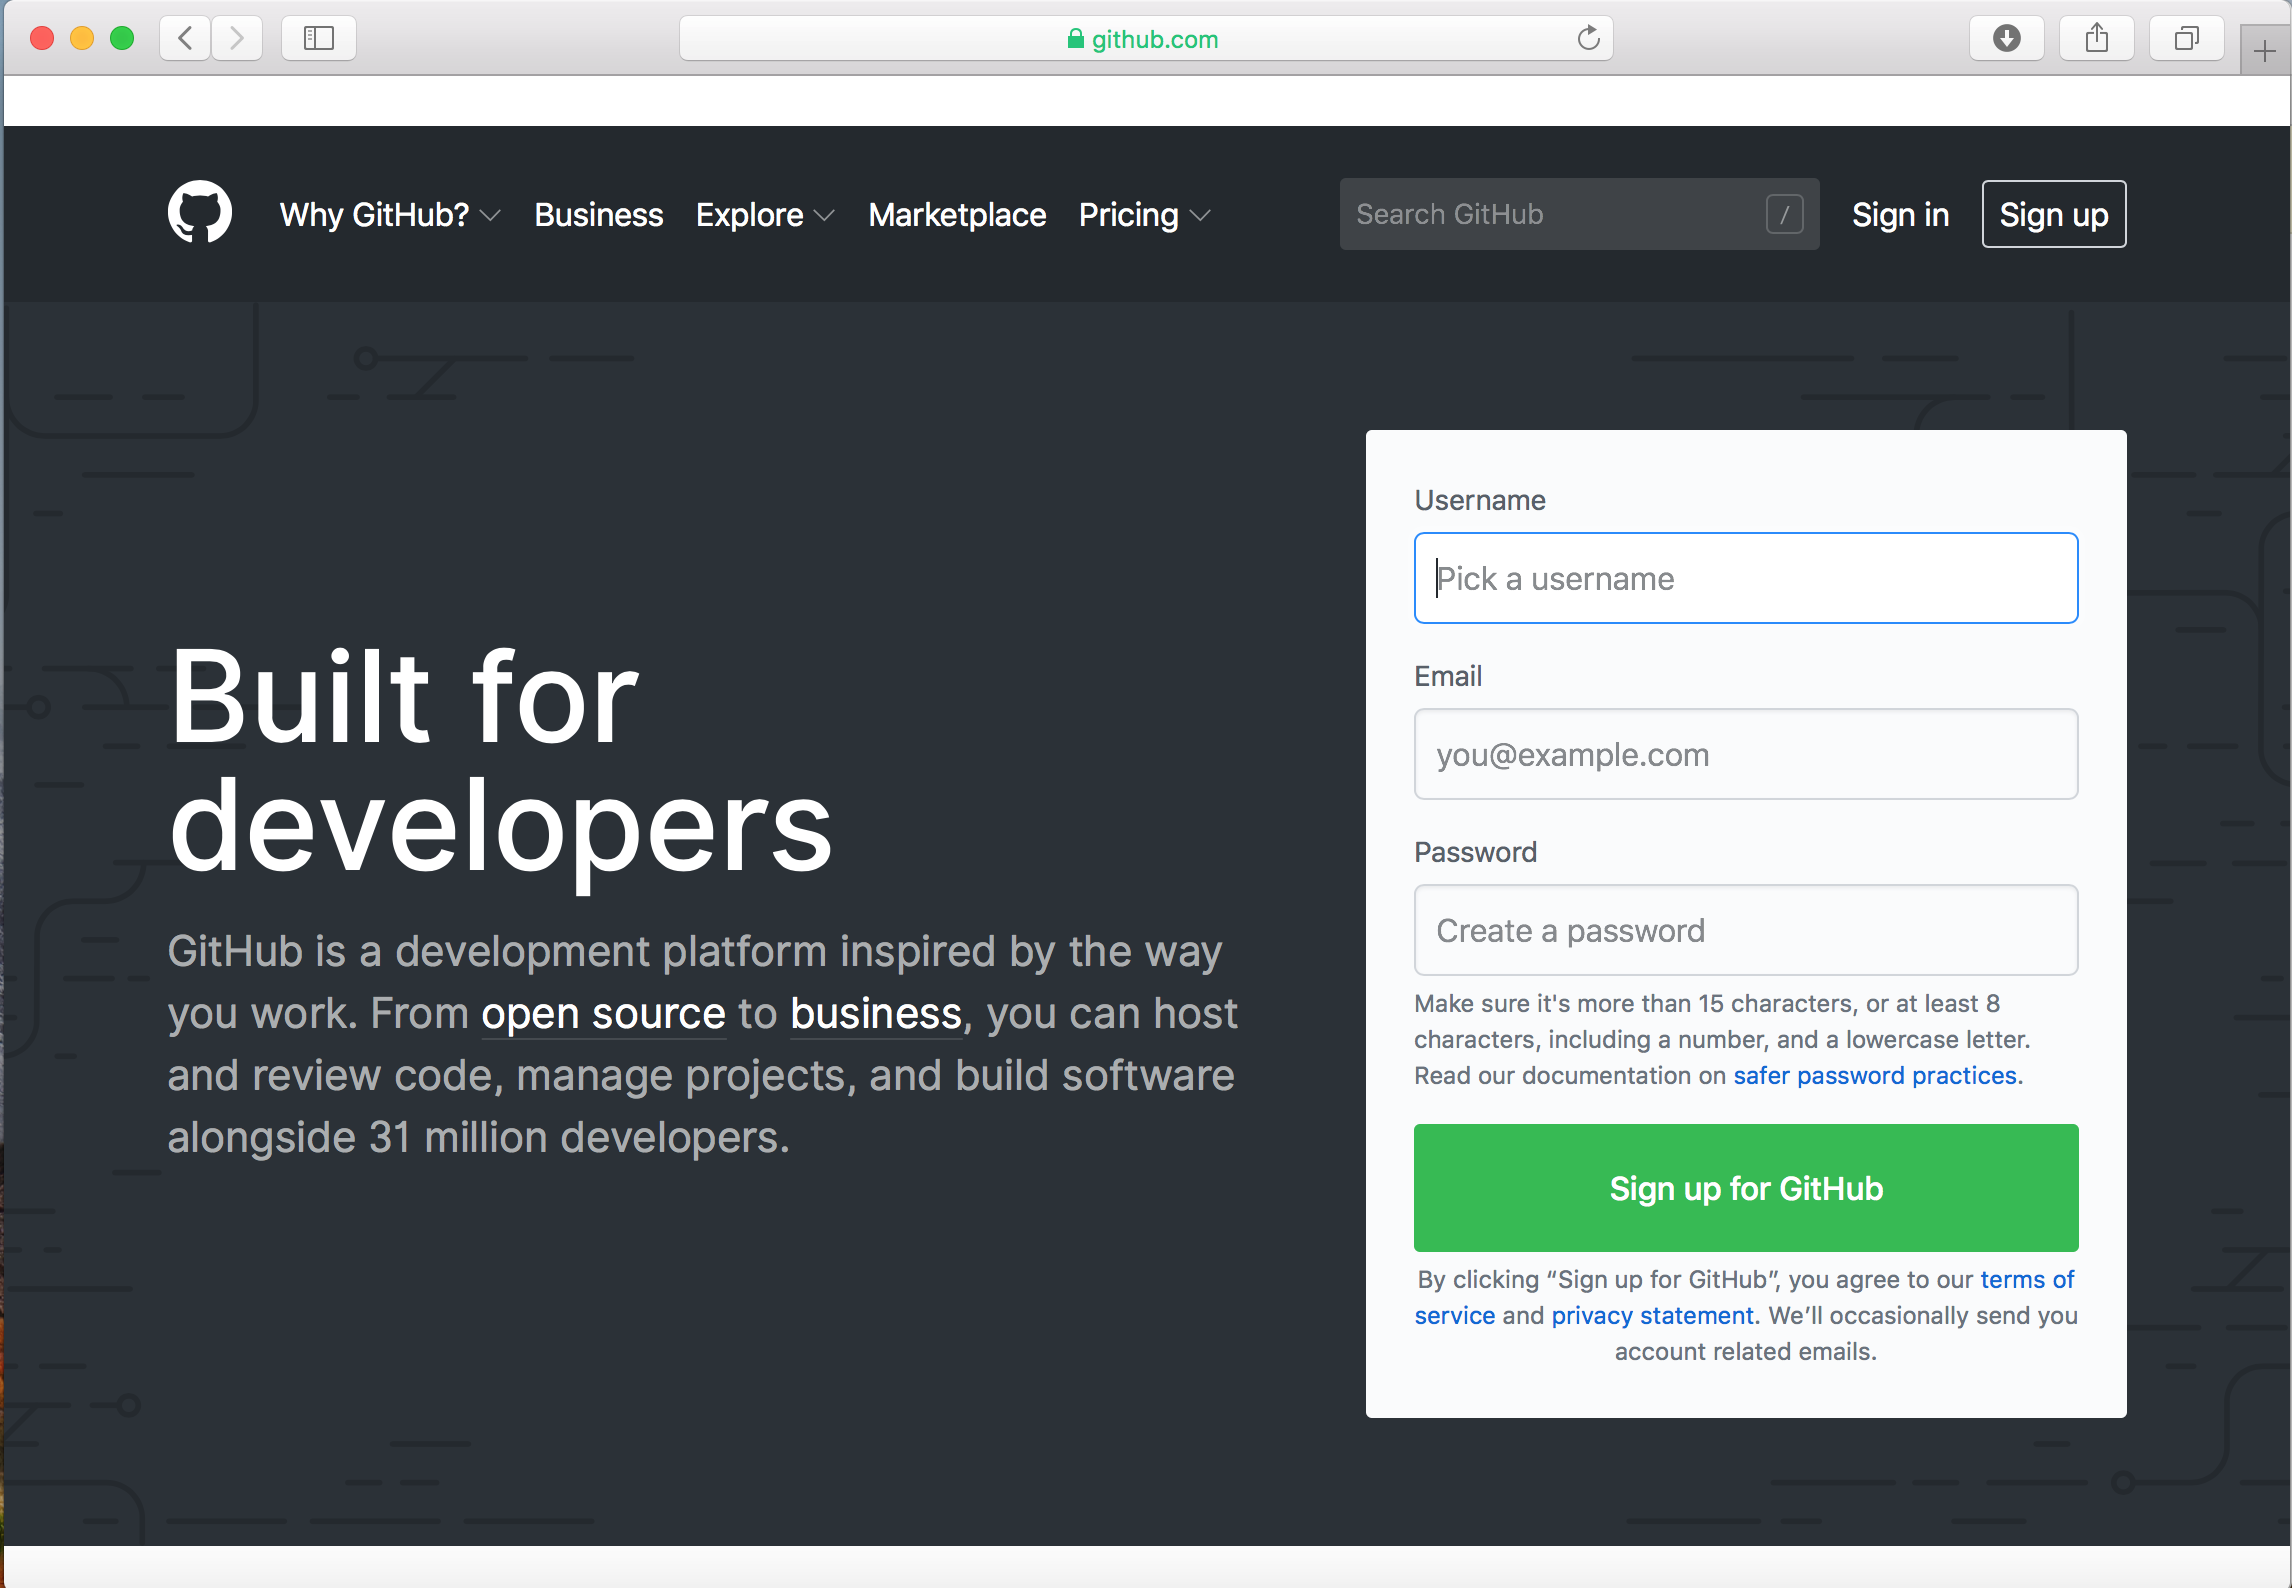 github.com
Why GitHub?
Business
Explore
Marketplace
Pricing
Search GitHub
/
Sign in
Sign up
Built for
developers
GitHub is a development platform inspired by the way
you work. From open source to business, you can host
and review code, manage projects, and build software
alongside 31 million developers.
Username
Pick a username
Email
you@example.com
Password
Create a password
Make sure it's more than 15 characters, or at least 8
characters, including a number, and a lowercase letter.
Read our documentation on safer password practices.
Sign up for GitHub
By clicking “Sign up for GitHub”, you agree to our terms of
service and privacy statement. We’ll occasionally send you
account related emails.